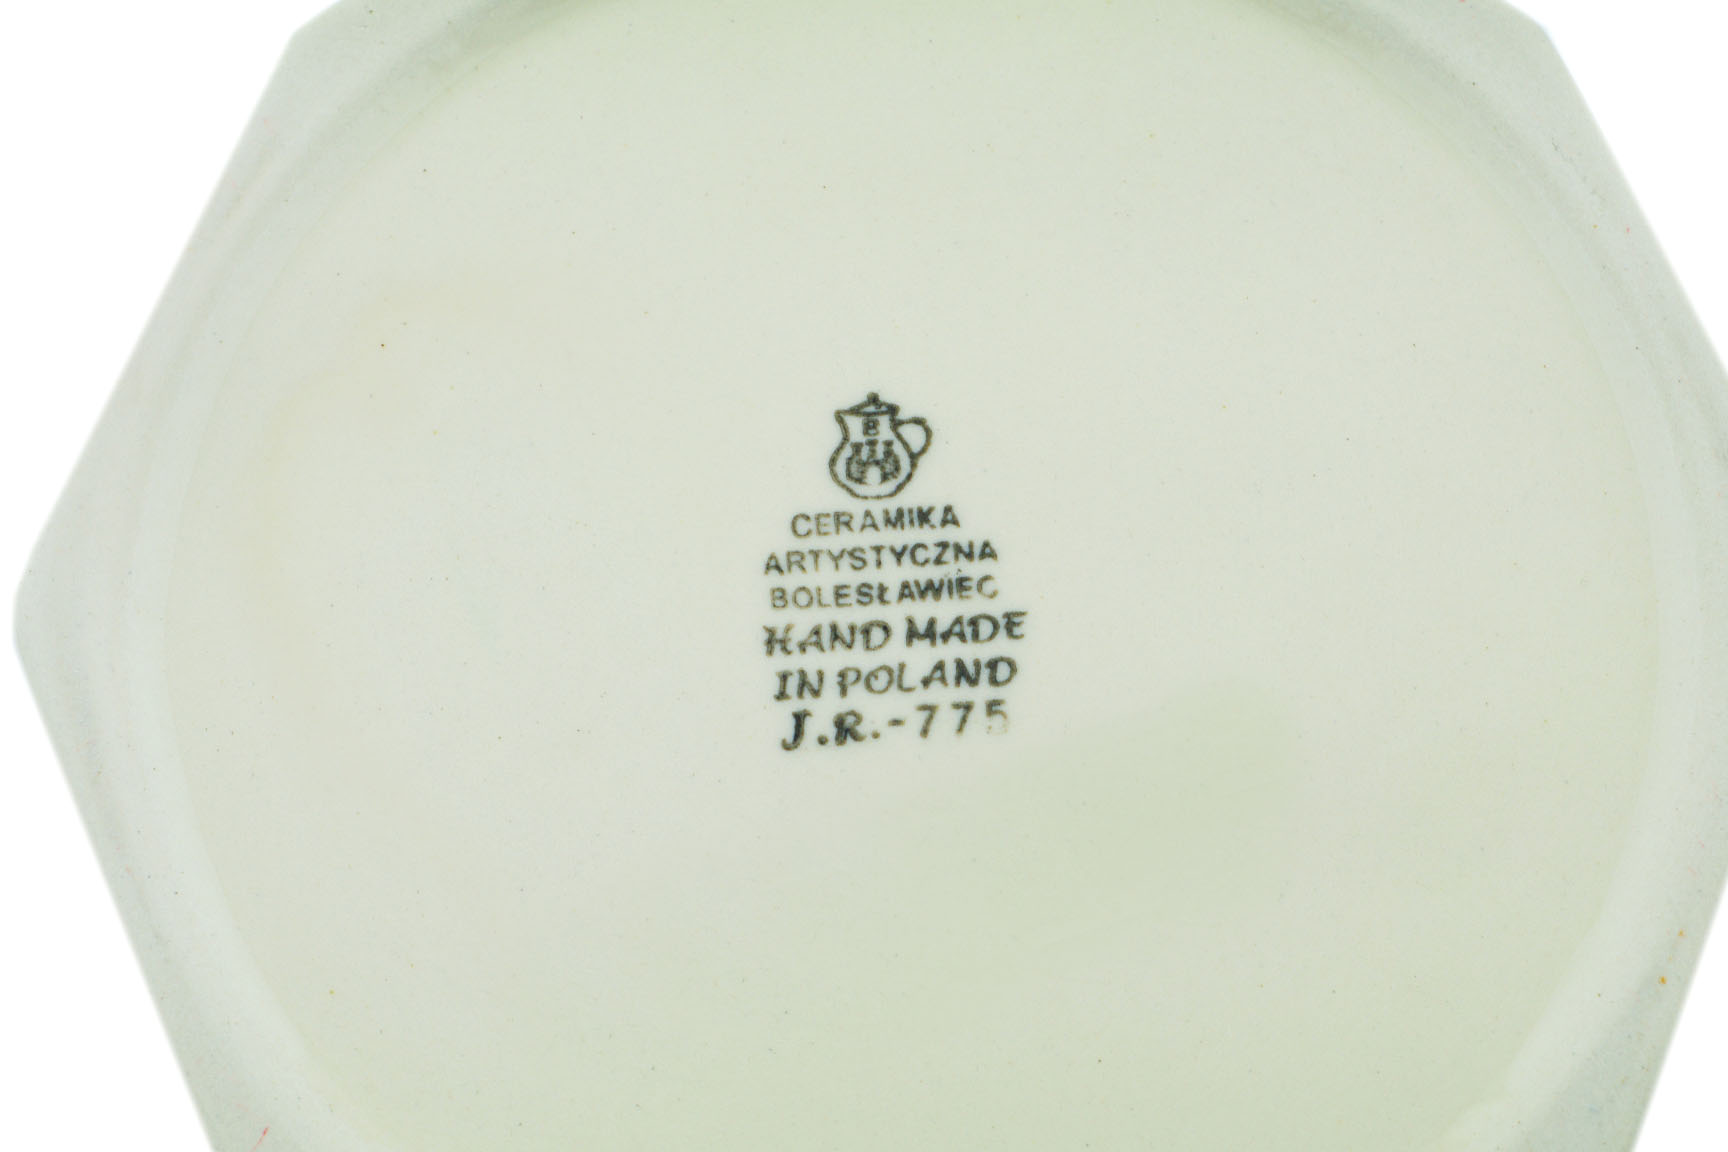 B
CERAMIKA
ARTYSTYCZNA
BOLESŁAWIEC
HAND MADE
IN POLAND
J.R.-775